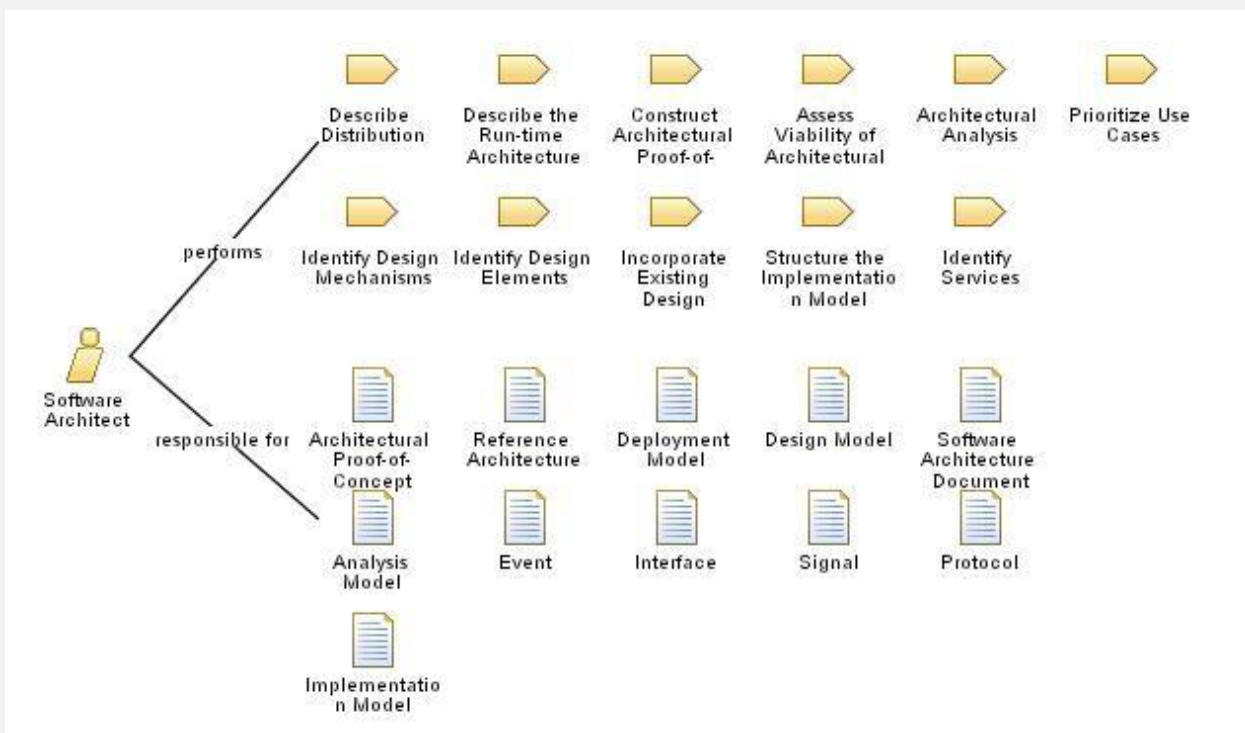 Describe
Distribution
Describe the
Run-time
Architecture
Construct
Architectural
Proof-of-
Assess
Viability of
Architectural
Architectural
Analysis
Prioritize Use
Cases
performs
Identify Design
Mechanisms
Identify Design
Elements
Incorporate
Existing
Design
Structure the
Implementatio
n Model
Identify
Services
Software
Architect
responsible for
Architectural
Proof-of-
Concept
Reference
Architecture
Deployment
Model
Design Model
Software
Architecture
Document
Analysis
Model
Event
Interface
Signal
Protocol
Implementatio
n Model